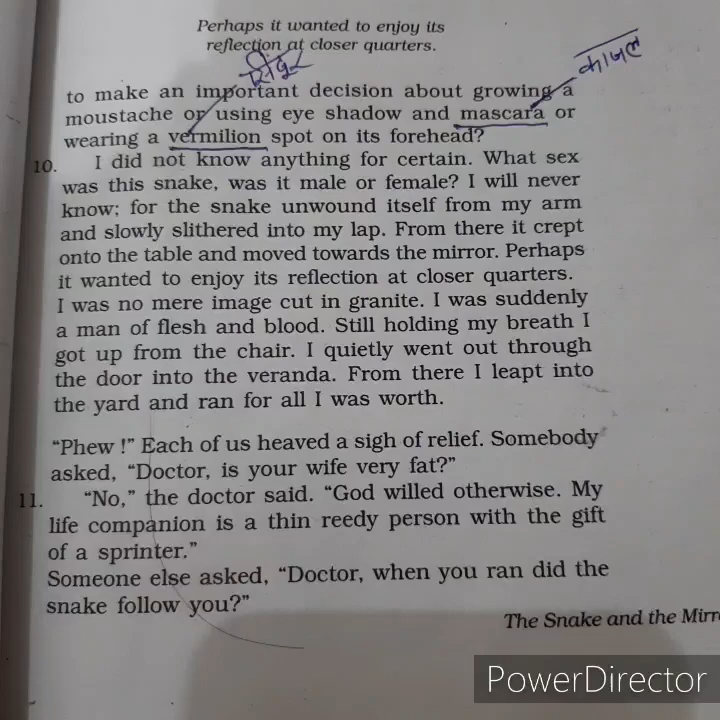 Perhaps it wanted to enjoy its
reflection at closer quarters.
सिंदूर
काजल
to make an important decision about growing a
moustache or using eye shadow and mascara or
wearing a vermilion spot on its forehead?
10. I did not know anything for certain. What sex
was this snake, was it male or female? I will never
know; for the snake unwound itself from my arm
and slowly slithered into my lap. From there it crept
onto the table and moved towards the mirror. Perhaps
it wanted to enjoy its reflection at closer quarters.
I was no mere image cut in granite. I was suddenly
a man of flesh and blood. Still holding my breath I
got up from the chair. I quietly went out through
the door into the veranda. From there I leapt into
the yard and ran for all I was worth.
“Phew !” Each of us heaved a sigh of relief. Somebody
asked, “Doctor, is your wife very fat?”
11. “No,” the doctor said. “God willed otherwise. My
life companion is a thin reedy person with the gift
of a sprinter.”
Someone else asked, “Doctor, when you ran did the
snake follow you?”
The Snake and the Mirr
PowerDirector